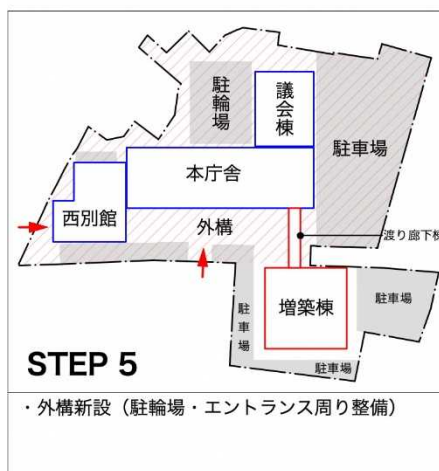 駐輪場
議会棟
駐車場
本庁舎
西別館
外構
渡り廊下棟
増築棟
駐車場
駐車場
駐車場
STEP 5
・外構新設（駐輪場・エントランス周り整備）